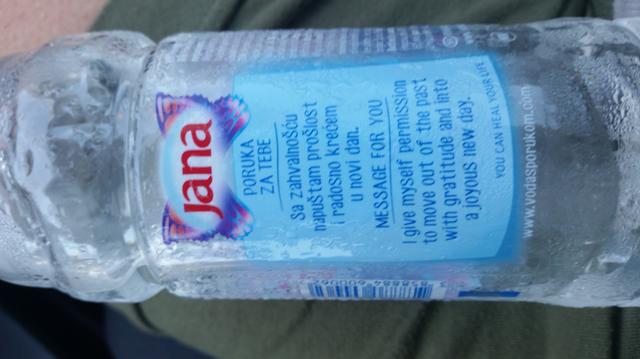 Jana
PORUKA
ZA TEBE
Sa zahvalnošću
napuštam prošlost
i radosno krećem
u novi dan.
MESSAGE FOR YOU
I give myself permission
to move out of the past
with gratitude and into
a joyous new day.
YOU CAN HEAL YOUR LIFE
www.vodasporukom.com